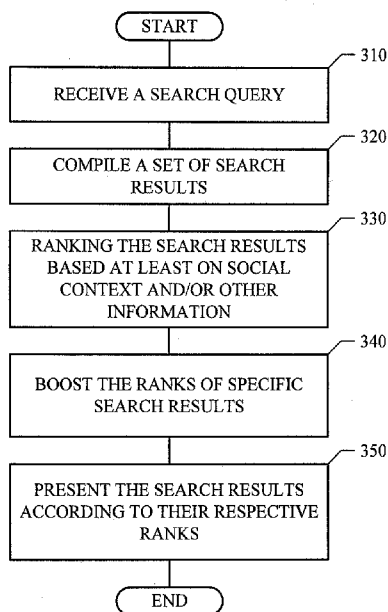 START
310
RECEIVE A SEARCH QUERY
320
COMPILE A SET OF SEARCH
RESULTS
330
RANKING THE SEARCH RESULTS
BASED AT LEAST ON SOCIAL
CONTEXT AND/OR OTHER
INFORMATION
340
BOOST THE RANKS OF SPECIFIC
SEARCH RESULTS
350
PRESENT THE SEARCH RESULTS
ACCORDING TO THEIR RESPECTIVE
RANKS
END